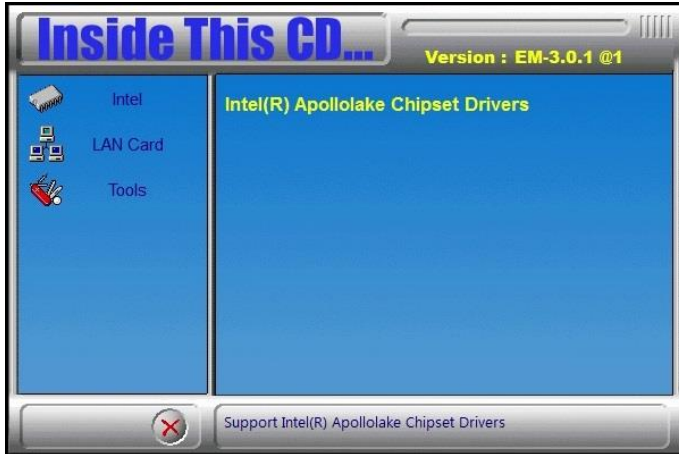 Inside This CD...
Version : EM-3.0.1 @1
Intel
LAN Card
Tools
Intel(R) Apollolake Chipset Drivers
Support Intel(R) Apollolake Chipset Drivers